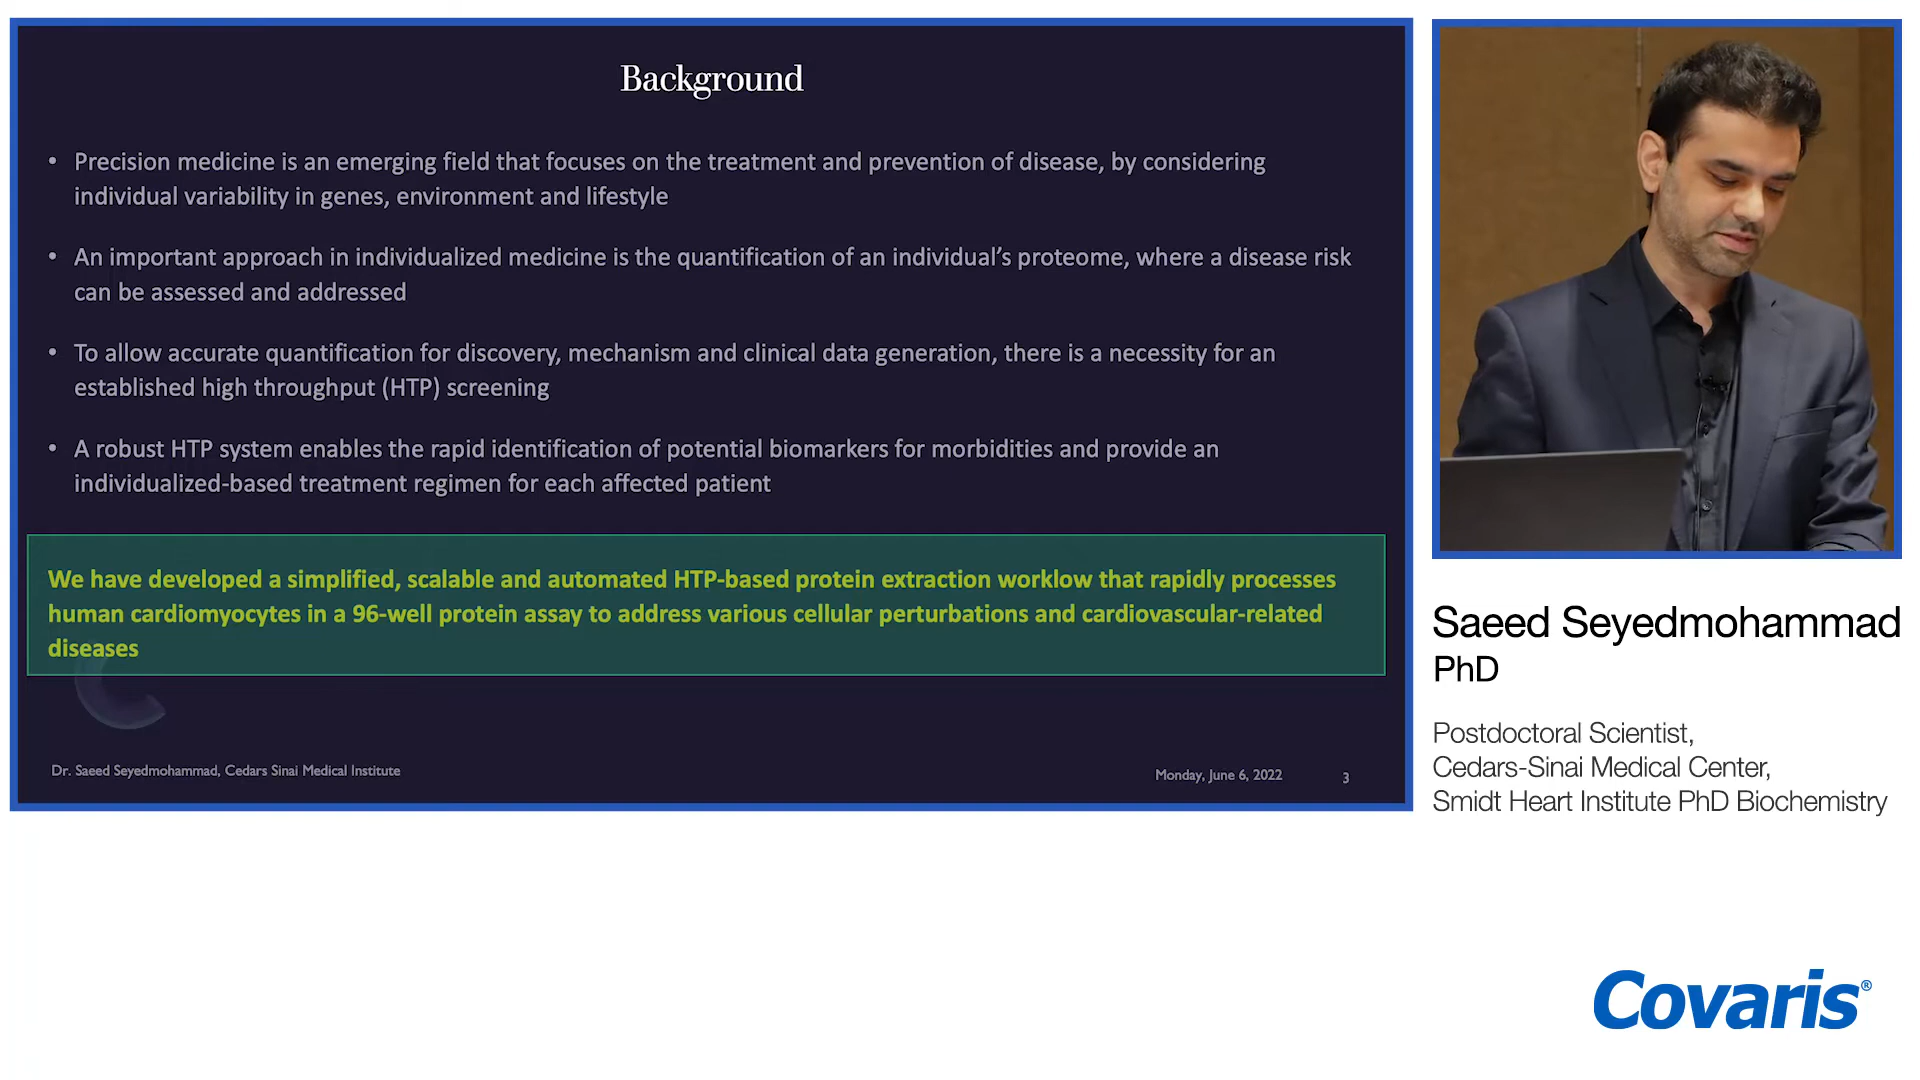 Background
• Precision medicine is an emerging field that focuses on the treatment and prevention of disease, by considering
individual variability in genes, environment and lifestyle
• An important approach in individualized medicine is the quantification of an individual’s proteome, where a disease risk
can be assessed and addressed
• To allow accurate quantification for discovery, mechanism and clinical data generation, there is a necessity for an
established high throughput (HTP) screening
• A robust HTP system enables the rapid identification of potential biomarkers for morbidities and provide an
individualized-based treatment regimen for each affected patient
We have developed a simplified, scalable and automated HTP-based protein extraction worklow that rapidly processes
human cardiomyocytes in a 96-well protein assay to address various cellular perturbations and cardiovascular-related
diseases
Dr. Saeed Seyedmohammad, Cedars Sinai Medical Institute
Monday, June 6, 2022
3
Saeed Seyedmohammad
PhD
Postdoctoral Scientist,
Cedars-Sinai Medical Center,
Smidt Heart Institute PhD Biochemistry
Covaris®